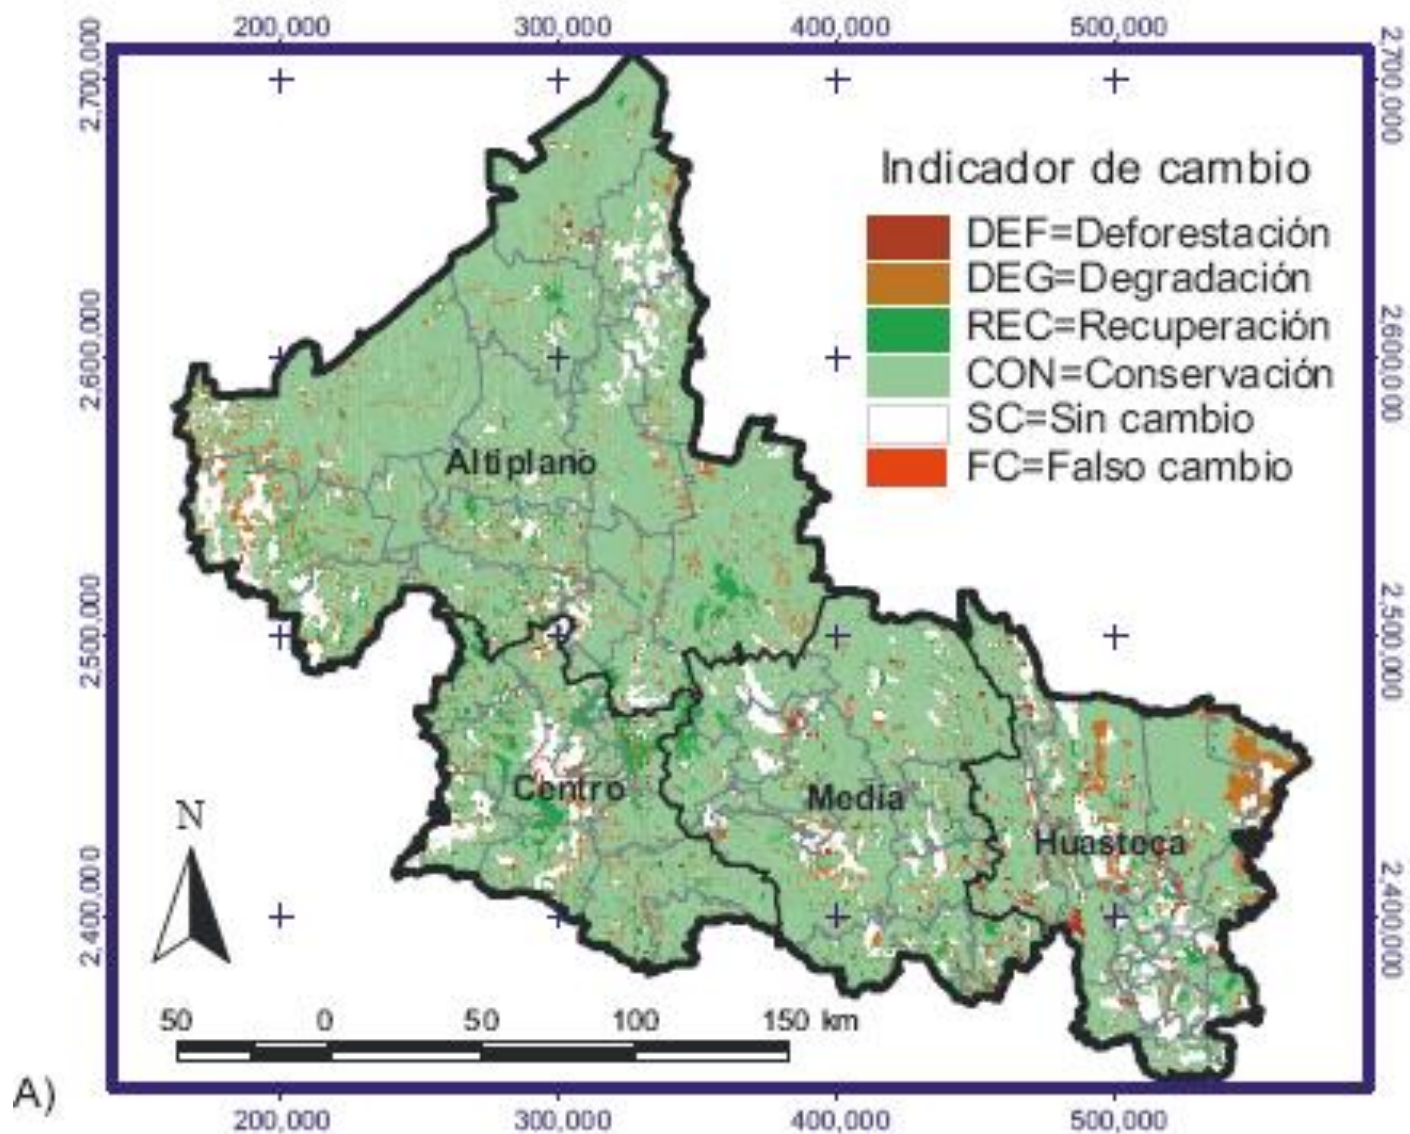 200,000 300,000 400,000 500,000
2,700,000
2,700,000
Indicador de cambio
DEF=Deforestación
DEG=Degradación
REC=Recuperación
CON=Conservación
SC=Sin cambio
FC=Falso cambio
2,600,000
2,600,000
Altiplano
2,500,000
2,500,000
Centro
Media
Huasteca
N
2,400,000
2,400,000
50 0 50 100 150 km
A)
200,000 300,000 400,000 500,000